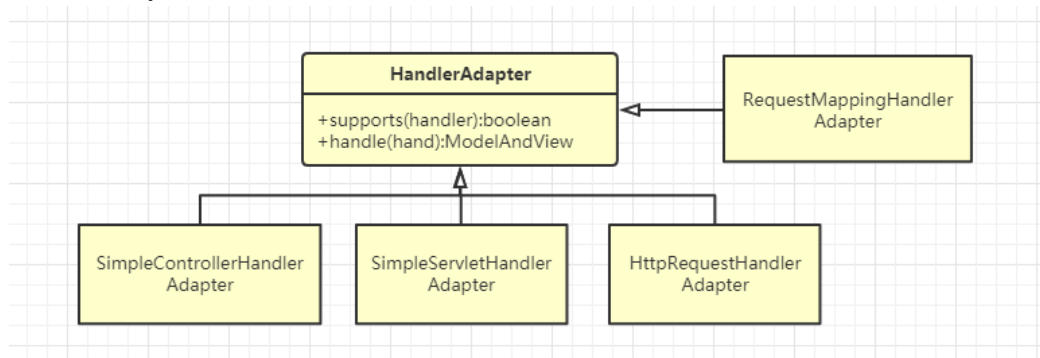 HandlerAdapter
+supports(handler):boolean
+handle(hand):ModelAndView
RequestMappingHandler
Adapter
SimpleControllerHandler
Adapter
SimpleServletHandler
Adapter
HttpRequestHandler
Adapter